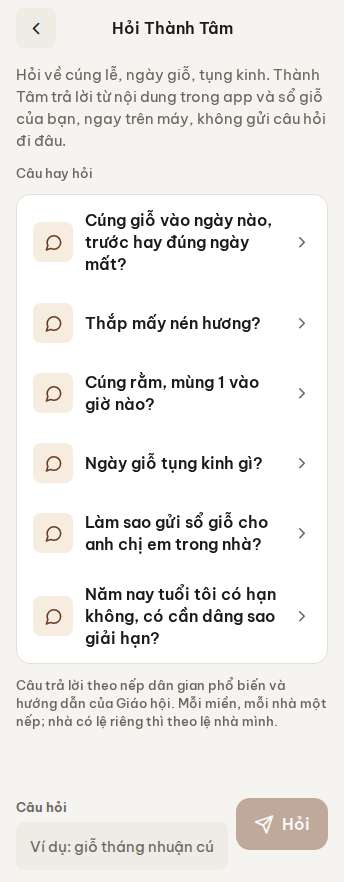 Hỏi Thành Tâm
Hỏi về cúng lễ, ngày giỗ, tụng kinh. Thành
Tâm trả lời từ nội dung trong app và sổ giỗ
của bạn, ngay trên máy, không gửi câu hỏi
đi đâu.
Câu hay hỏi
Cúng giỗ vào ngày nào,
trước hay đúng ngày
mất?
Thắp mấy nén hương?
Cúng rằm, mùng 1 vào
giờ nào?
Ngày giỗ tụng kinh gì?
Làm sao gửi sổ giỗ cho
anh chị em trong nhà?
Năm nay tuổi tôi có hạn
không, có cần dâng sao
giải hạn?
Câu trả lời theo nếp dân gian phổ biến và
hướng dẫn của Giáo hội. Mỗi miền, mỗi nhà một
nếp; nhà có lệ riêng thì theo lệ nhà mình.
Câu hỏi
Ví dụ: giỗ tháng nhuận cú
Hỏi